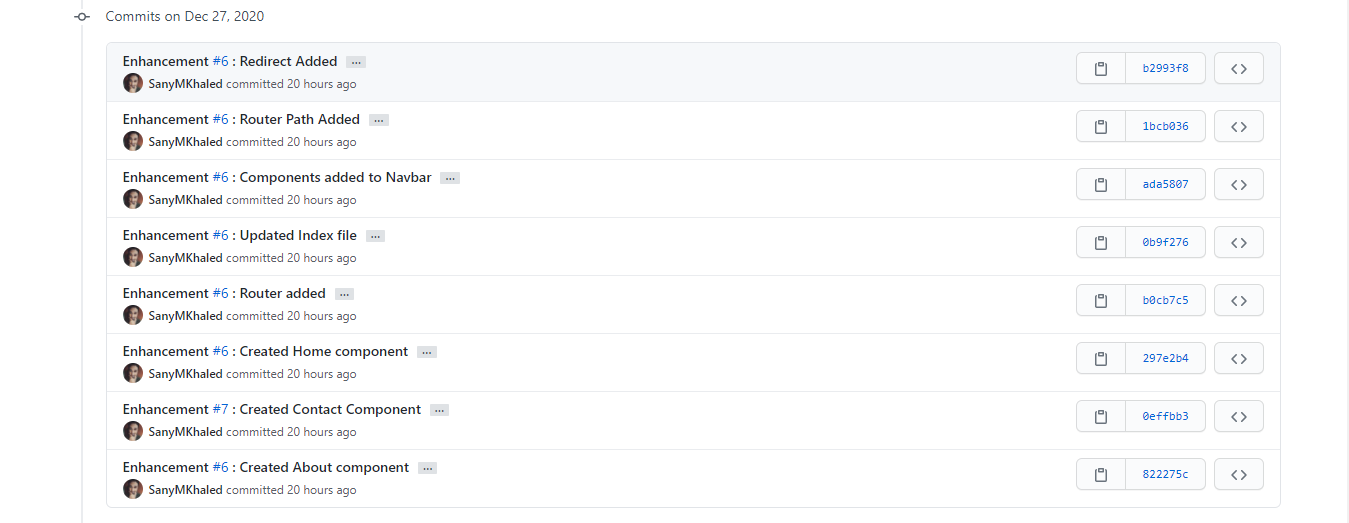 Commits on Dec 27, 2020
Enhancement #6 : Redirect Added ...
SanyMKhaled committed 20 hours ago
b2993f8
Enhancement #6 : Router Path Added ...
SanyMKhaled committed 20 hours ago
1bcb036
Enhancement #6 : Components added to Navbar ...
SanyMKhaled committed 20 hours ago
ada5807
Enhancement #6 : Updated Index file ...
SanyMKhaled committed 20 hours ago
0b9f276
Enhancement #6 : Router added ...
SanyMKhaled committed 20 hours ago
b0cb7c5
Enhancement #6 : Created Home component ...
SanyMKhaled committed 20 hours ago
297e2b4
Enhancement #7 : Created Contact Component ...
SanyMKhaled committed 20 hours ago
0effbb3
Enhancement #6 : Created About component ...
SanyMKhaled committed 20 hours ago
822275c